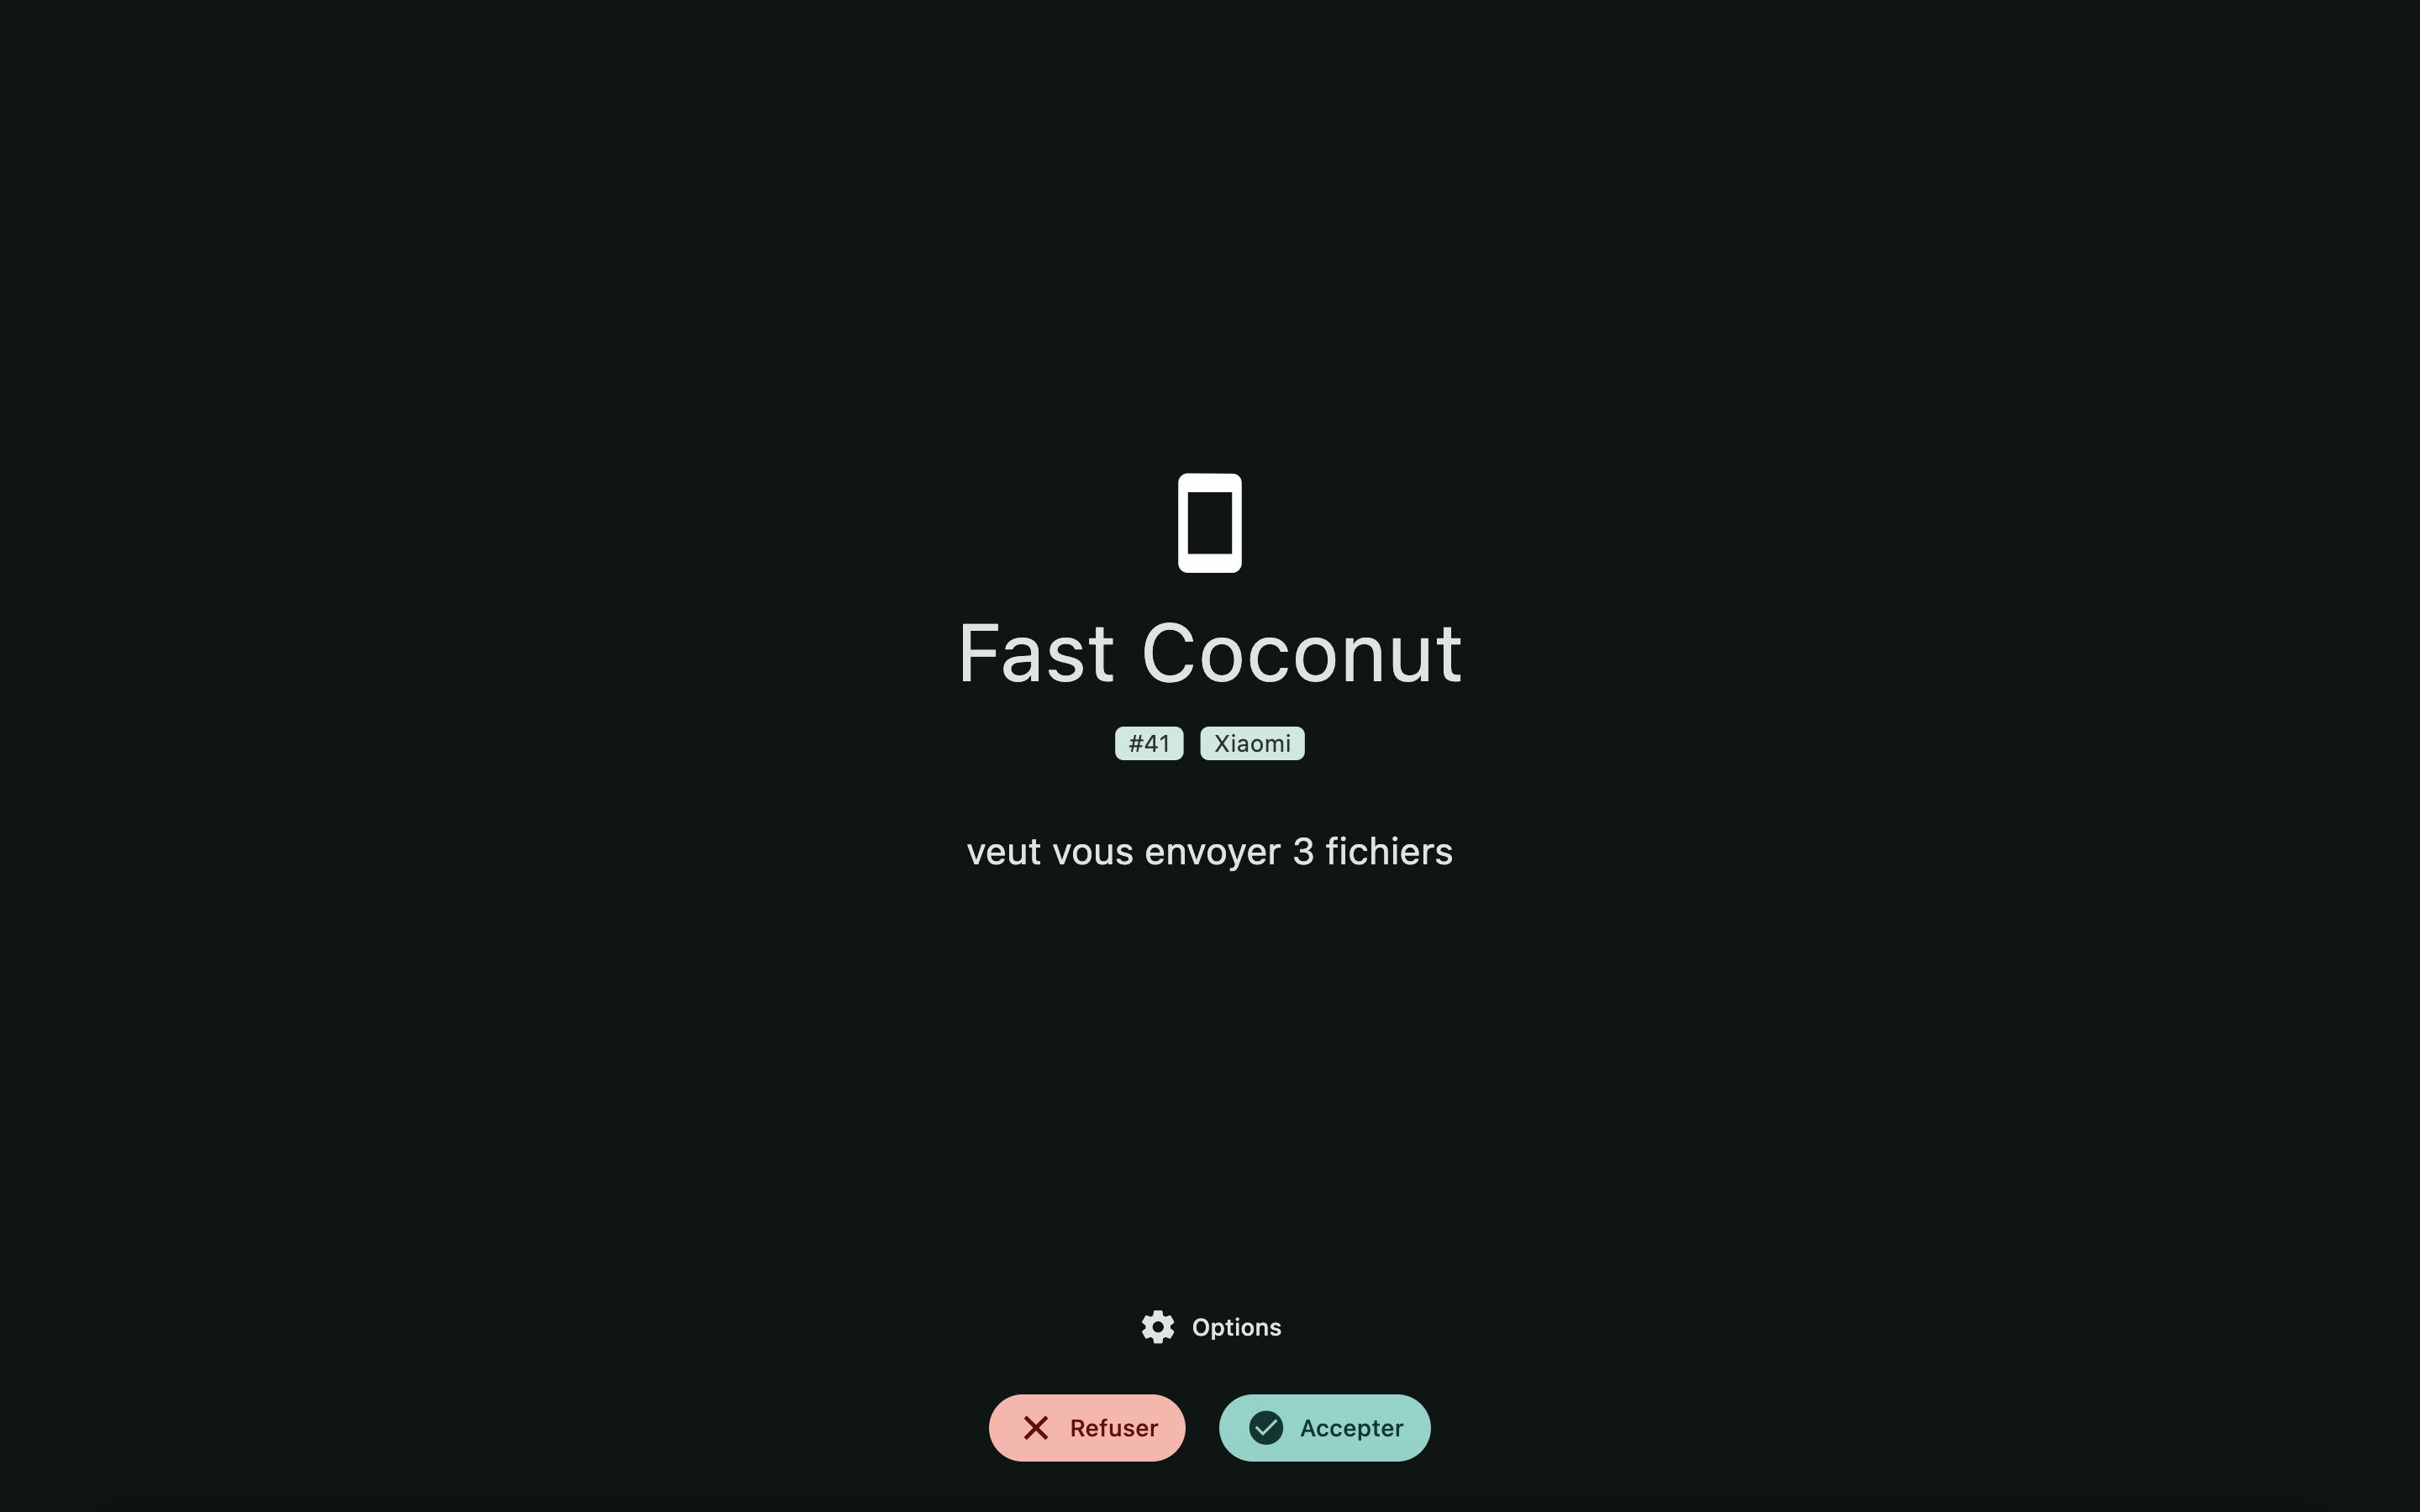 Fast Coconut
#41 Xiaomi
veut vous envoyer 3 fichiers
Options
Refuser Accepter